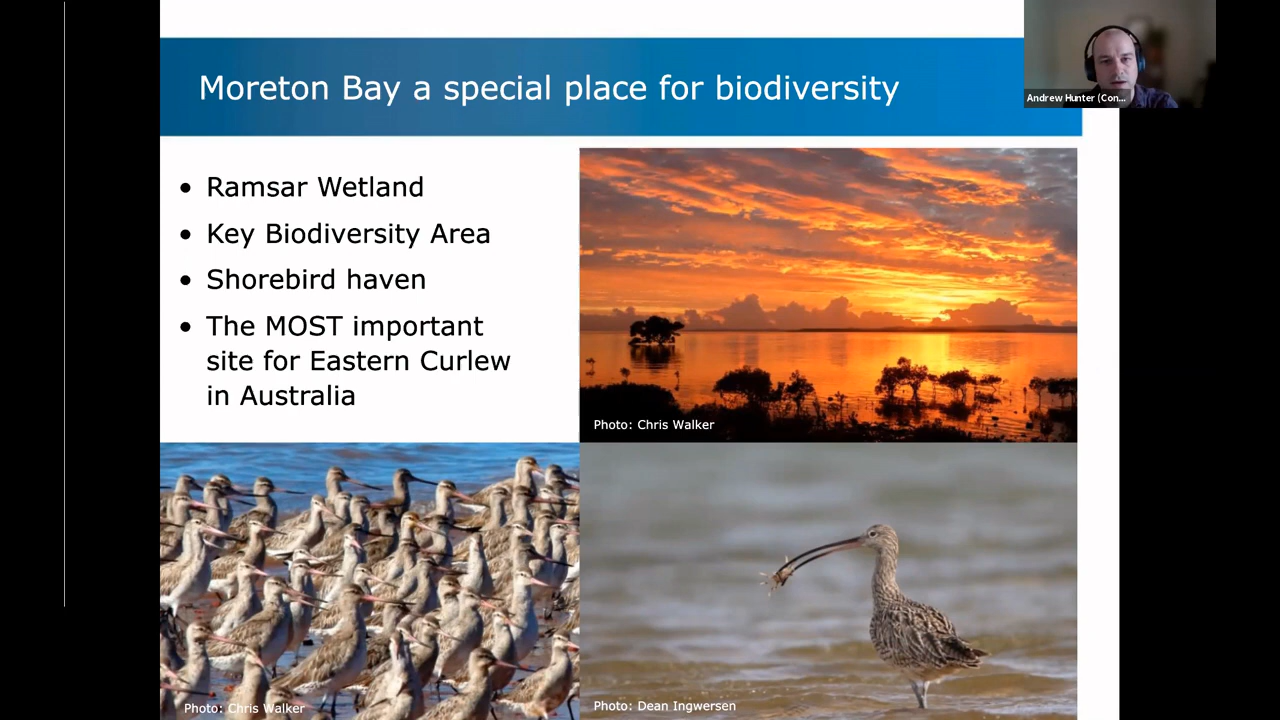 Moreton Bay a special place for biodiversity
Andrew Hunter (Con...
• Ramsar Wetland
• Key Biodiversity Area
• Shorebird haven
• The MOST important
site for Eastern Curlew
in Australia
Photo: Chris Walker
Photo: Chris Walker
Photo: Dean Ingwersen